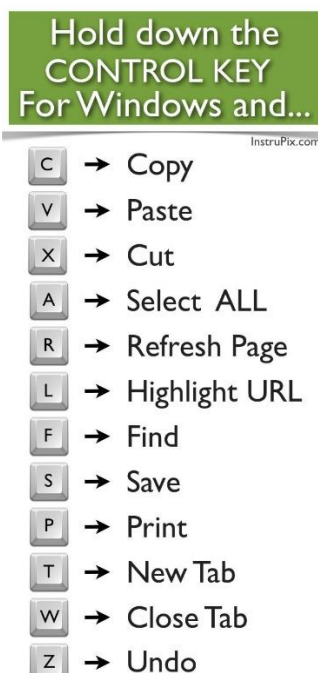 Hold down the
CONTROL KEY
For Windows and...
InstruPix.com
C → Copy
V → Paste
X → Cut
A → Select ALL
R → Refresh Page
L → Highlight URL
F → Find
S → Save
P → Print
T → New Tab
W → Close Tab
Z → Undo